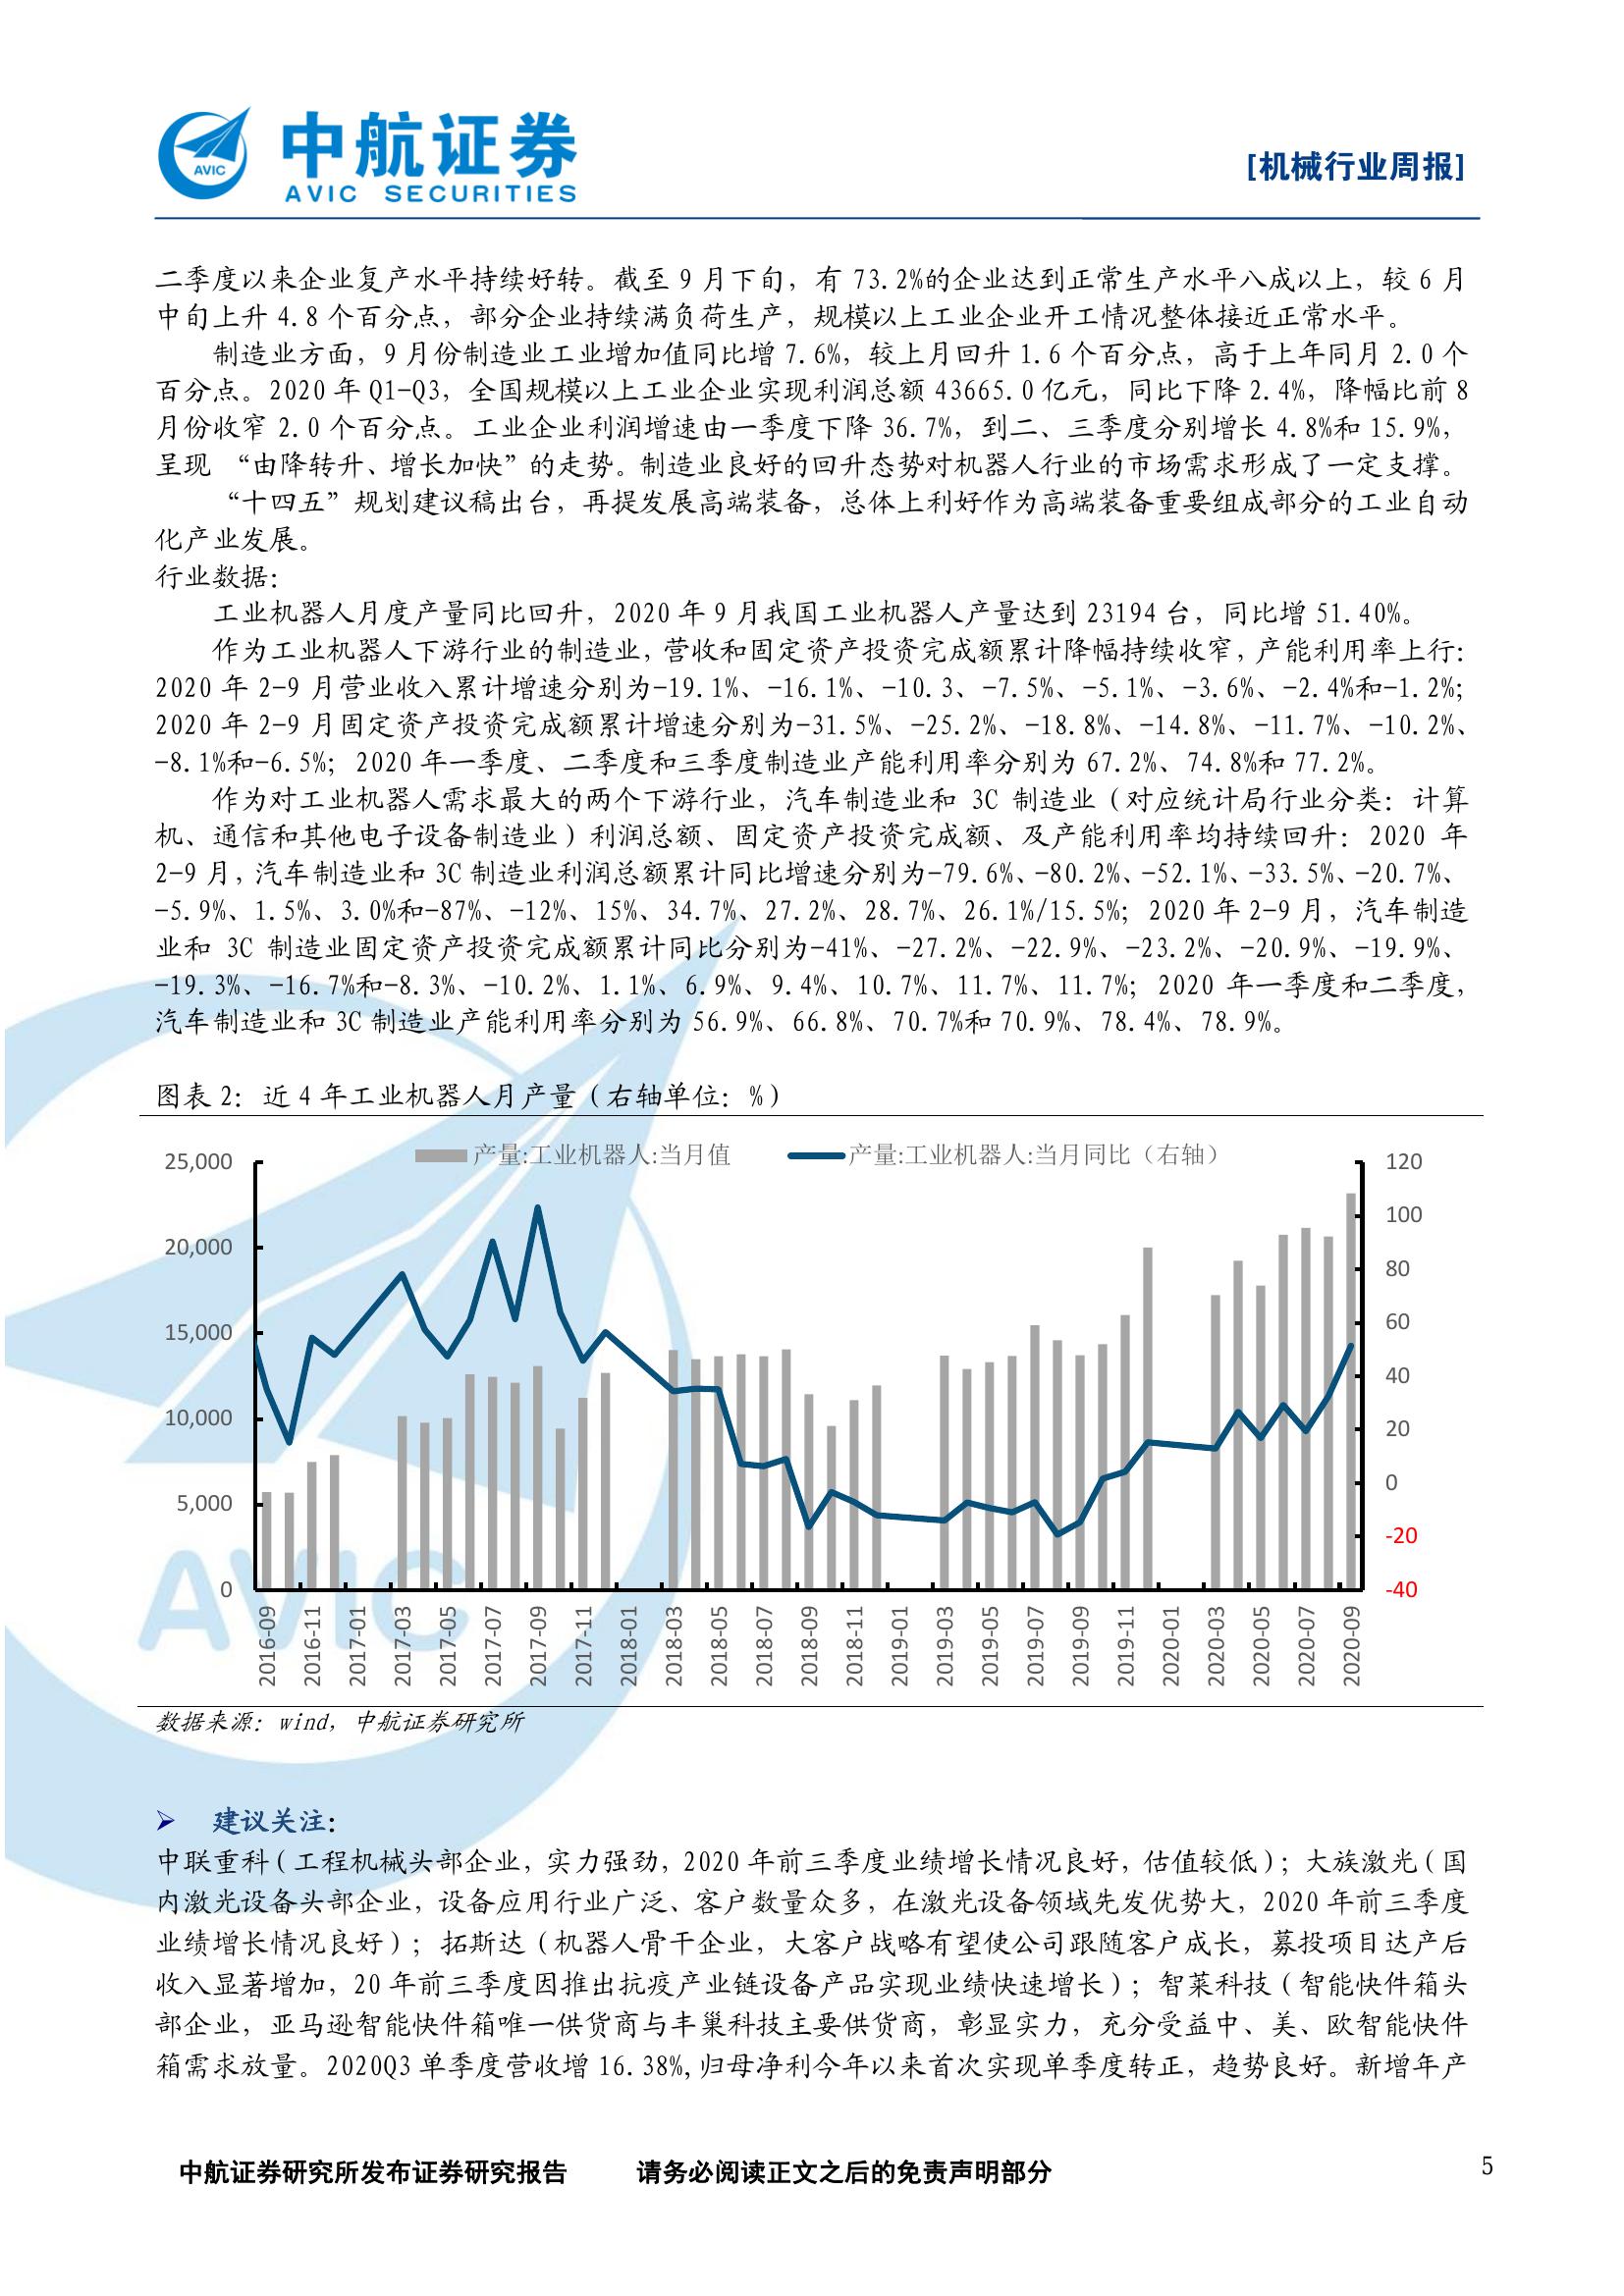 中航证券
AVIC
AVIC SECURITIES
[机械行业周报]
二季度以来企业复产水平持续好转。截至 9 月下旬，有 73.2%的企业达到正常生产水平八成以上，较 6 月
中旬上升 4.8 个百分点，部分企业持续满负荷生产，规模以上工业企业开工情况整体接近正常水平。
制造业方面，9 月份制造业工业增加值同比增 7.6%，较上月回升 1.6 个百分点，高于上年同月 2.0 个
百分点。2020 年 Q1-Q3，全国规模以上工业企业实现利润总额 43665.0 亿元，同比下降 2.4%，降幅比前 8
月份收窄 2.0 个百分点。工业企业利润增速由一季度下降 36.7%，到二、三季度分别增长 4.8%和 15.9%，
呈现 “由降转升、增长加快”的走势。制造业良好的回升态势对机器人行业的市场需求形成了一定支撑。
“十四五”规划建议稿出台，再提发展高端装备，总体上利好作为高端装备重要组成部分的工业自动
化产业发展。
行业数据：
工业机器人月度产量同比回升，2020 年 9 月我国工业机器人产量达到 23194 台，同比增 51.40%。
作为工业机器人下游行业的制造业，营收和固定资产投资完成额累计降幅持续收窄，产能利用率上行：
2020 年 2-9 月营业收入累计增速分别为-19.1%、-16.1%、-10.3、-7.5%、-5.1%、-3.6%、-2.4%和-1.2%；
2020 年 2-9 月固定资产投资完成额累计增速分别为-31.5%、-25.2%、-18.8%、-14.8%、-11.7%、-10.2%、
-8.1%和-6.5%；2020 年一季度、二季度和三季度制造业产能利用率分别为 67.2%、74.8%和 77.2%。
作为对工业机器人需求最大的两个下游行业，汽车制造业和 3C 制造业（对应统计局行业分类：计算
机、通信和其他电子设备制造业）利润总额、固定资产投资完成额、及产能利用率均持续回升：2020 年
2-9 月，汽车制造业和 3C 制造业利润总额累计同比增速分别为-79.6%、-80.2%、-52.1%、-33.5%、-20.7%、
-5.9%、1.5%、3.0%和-87%、-12%、15%、34.7%、27.2%、28.7%、26.1%/15.5%；2020 年 2-9 月，汽车制造
业和 3C 制造业固定资产投资完成额累计同比分别为-41%、-27.2%、-22.9%、-23.2%、-20.9%、-19.9%、
-19.3%、-16.7%和-8.3%、-10.2%、1.1%、6.9%、9.4%、10.7%、11.7%、11.7%；2020 年一季度和二季度，
汽车制造业和 3C 制造业产能利用率分别为 56.9%、66.8%、70.7%和 70.9%、78.4%、78.9%。
图表 2：近 4 年工业机器人月产量（右轴单位：%）
产量:工业机器人:当月值 产量:工业机器人:当月同比（右轴）
25,000
20,000
15,000
10,000
5,000
0
120
100
80
60
40
20
0
-20
-40
2016-09 2016-11 2017-01 2017-03 2017-05 2017-07 2017-09 2017-11 2018-01 2018-03 2018-05 2018-07 2018-09 2018-11 2019-01 2019-03 2019-05 2019-07 2019-09 2019-11 2020-01 2020-03 2020-05 2020-07 2020-09
AVIC
数据来源：wind，中航证券研究所
➢ 建议关注：
中联重科（工程机械头部企业，实力强劲，2020 年前三季度业绩增长情况良好，估值较低）；大族激光（国
内激光设备头部企业，设备应用行业广泛、客户数量众多，在激光设备领域先发优势大，2020 年前三季度
业绩增长情况良好）；拓斯达（机器人骨干企业，大客户战略有望使公司跟随客户成长，募投项目达产后
收入显著增加，20 年前三季度因推出抗疫产业链设备产品实现业绩快速增长）；智莱科技（智能快件箱头
部企业，亚马逊智能快件箱唯一供货商与丰巢科技主要供货商，彰显实力，充分受益中、美、欧智能快件
箱需求放量。2020Q3 单季度营收增 16.38%,归母净利今年以来首次实现单季度转正，趋势良好。新增年产
中航证券研究所发布证券研究报告 请务必阅读正文之后的免责声明部分
5